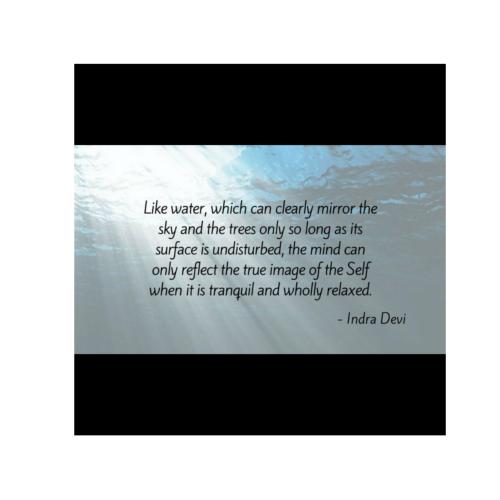 Like water, which can clearly mirror the
sky and the trees only so long as its
surface is undisturbed, the mind can
only reflect the true image of the Self
when it is tranquil and wholly relaxed.
- Indra Devi